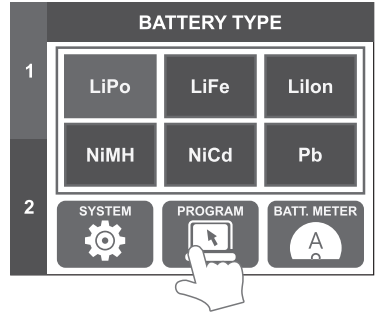 BATTERY TYPE
1
LiPo LiFe LiIon
NiMH NiCd Pb
2
SYSTEM PROGRAM BATT. METER
A